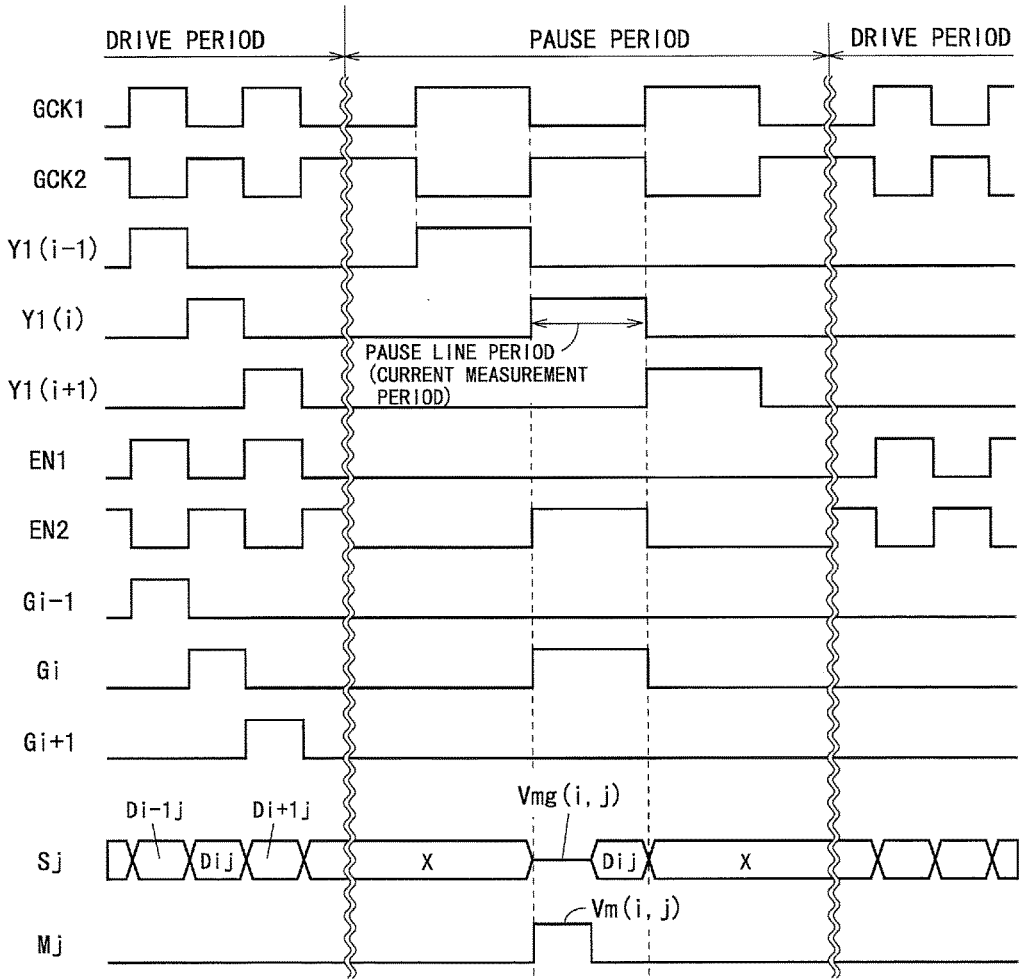 DRIVE PERIOD PAUSE PERIOD DRIVE PERIOD
GCK1
GCK2
Y1(i-1)
Y1(i)
PAUSE LINE PERIOD
(CURRENT MEASUREMENT
PERIOD)
Y1(i+1)
EN1
EN2
Gi-1
Gi
Gi+1
Di-1j Di+1j Vmg(i,j)
Sj Dij X Dij X
Vm(i,j)
Mj